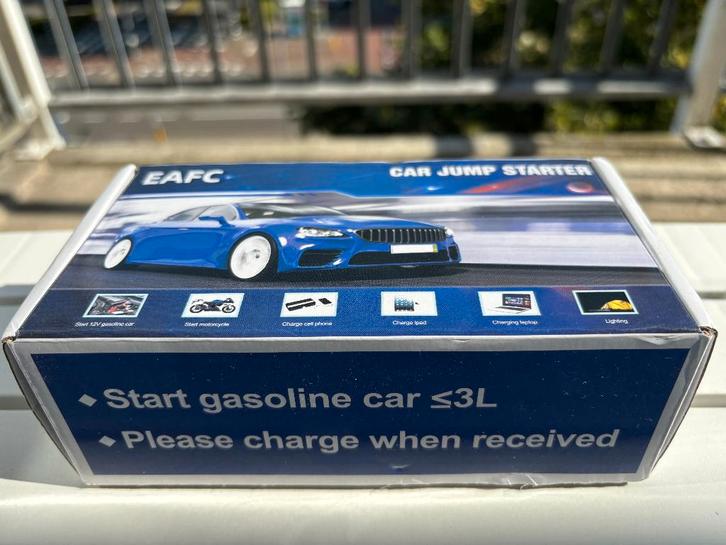 EAFC
CAR JUMP STARTER
Start 12V gasoline car
Start motorcycle
Charge cell phone
Charge Ipad
Charging laptop
Lighting
◆ Start gasoline car ≤3L
◆ Please charge when received